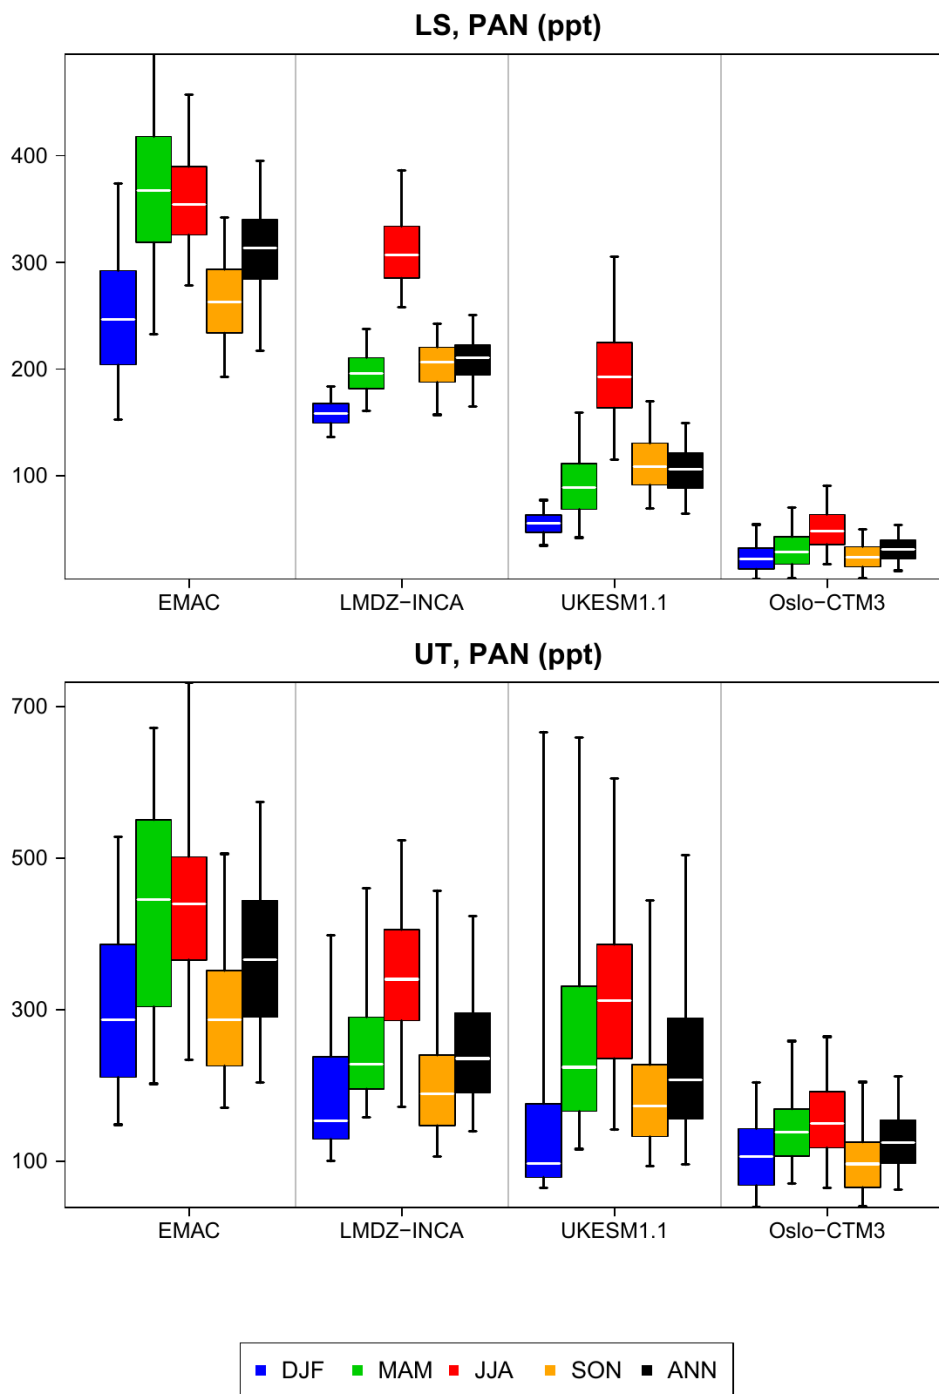 LS, PAN (ppt)
400
300
200
100
EMAC LMDZ−INCA UKESM1.1 Oslo−CTM3
UT, PAN (ppt)
700
500
300
100
EMAC LMDZ−INCA UKESM1.1 Oslo−CTM3
DJF MAM JJA SON ANN